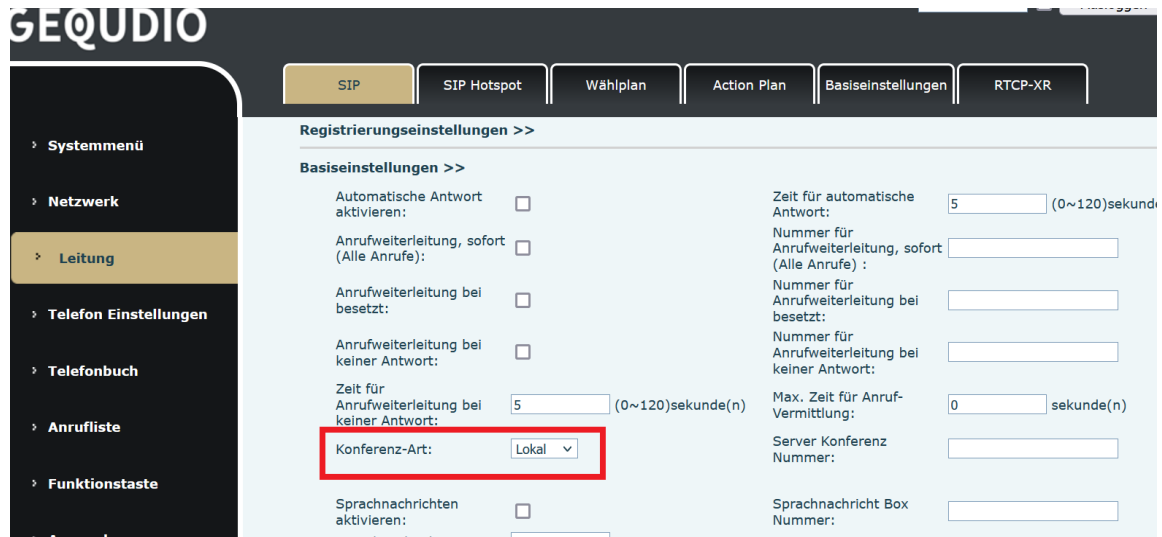 GEQUDIO
SIP
SIP Hotspot
Wählplan
Action Plan
Basiseinstellungen
RTCP-XR
Systemmenü
Netzwerk
Leitung
Telefon Einstellungen
Telefonbuch
Anrufliste
Funktionstaste
Registrierungseinstellungen >>
Basiseinstellungen >>
Automatische Antwort
aktivieren:
Zeit für automatische
Antwort:
5 (0~120)sekunde
Anrufweiterleitung, sofort
(Alle Anrufe):
Nummer für
Anrufweiterleitung, sofort
(Alle Anrufe) :
Anrufweiterleitung bei
besetzt:
Nummer für
Anrufweiterleitung bei
besetzt:
Anrufweiterleitung bei
keiner Antwort:
Nummer für
Anrufweiterleitung bei
keiner Antwort:
Zeit für
Anrufweiterleitung bei
keiner Antwort:
5 (0~120)sekunde(n)
Max. Zeit für Anruf-
Vermittlung:
0 sekunde(n)
Konferenz-Art:
Lokal
Server Konferenz
Nummer:
Sprachnachrichten
aktivieren:
Sprachnachricht Box
Nummer: